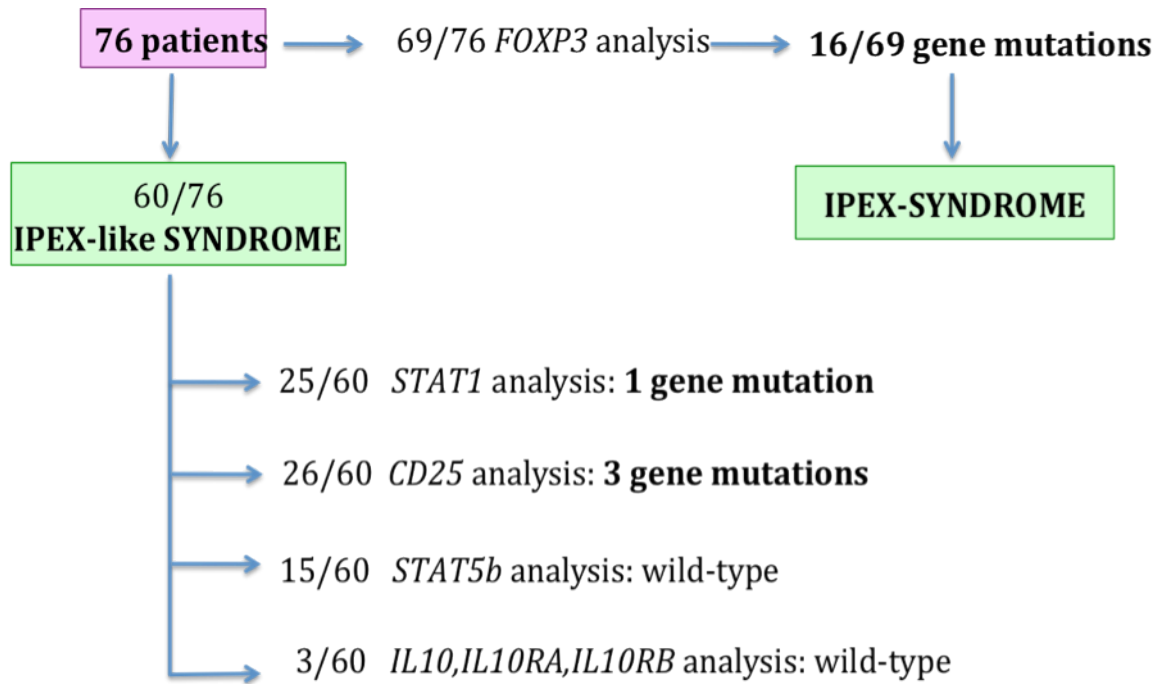 76 patients
69/76 FOXP3 analysis
16/69 gene mutations
60/76
IPEX-like SYNDROME
IPEX-SYNDROME
25/60 STAT1 analysis: 1 gene mutation
26/60 CD25 analysis: 3 gene mutations
15/60 STAT5b analysis: wild-type
3/60 IL10,IL10RA,IL10RB analysis: wild-type